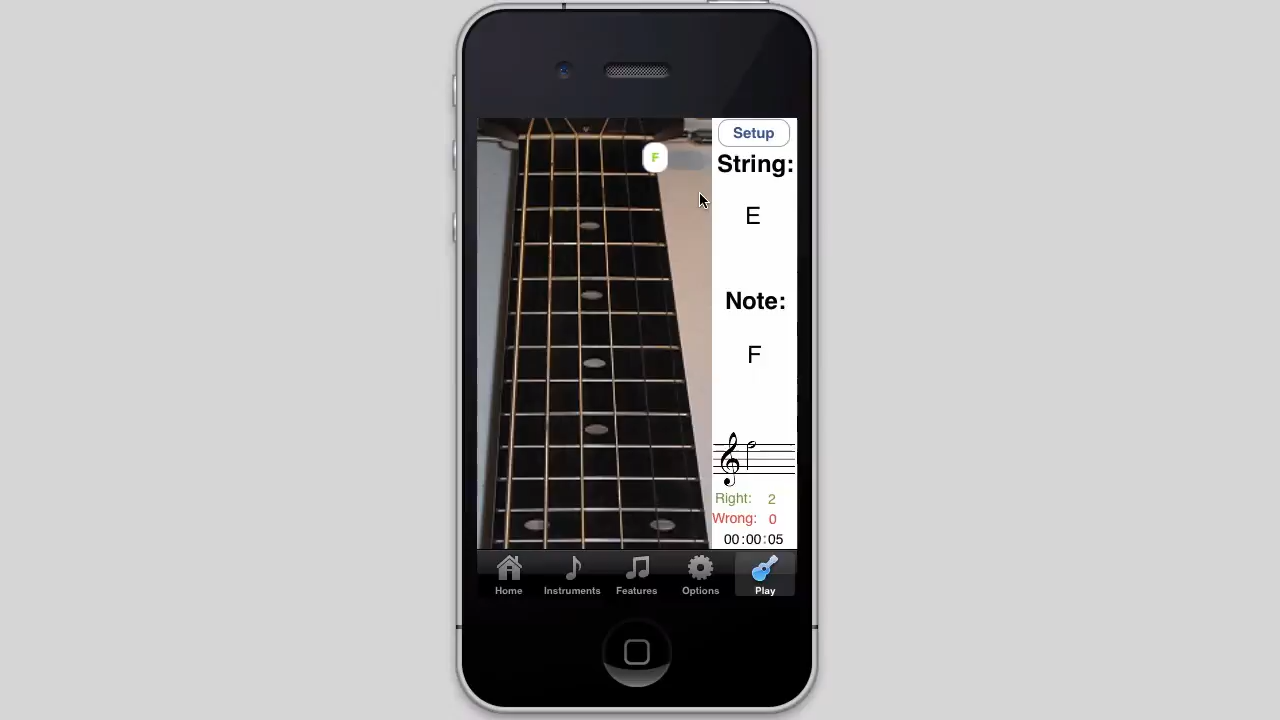 F
Setup
String:
E
Note:
F
Right: 2
Wrong: 0
00:00:05
Home
Instruments
Features
Options
Play